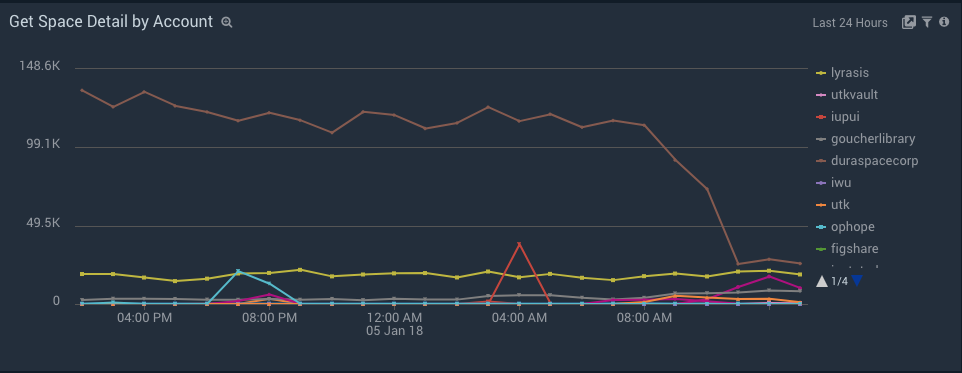 Get Space Detail by Account
Last 24 Hours
148.6K
99.1K
49.5K
0
04:00 PM
08:00 PM
12:00 AM
05 Jan 18
04:00 AM
08:00 AM
lyrasis
utkvault
iupui
goucherlibrary
duraspacecorp
iwu
utk
ophope
figshare
1/4